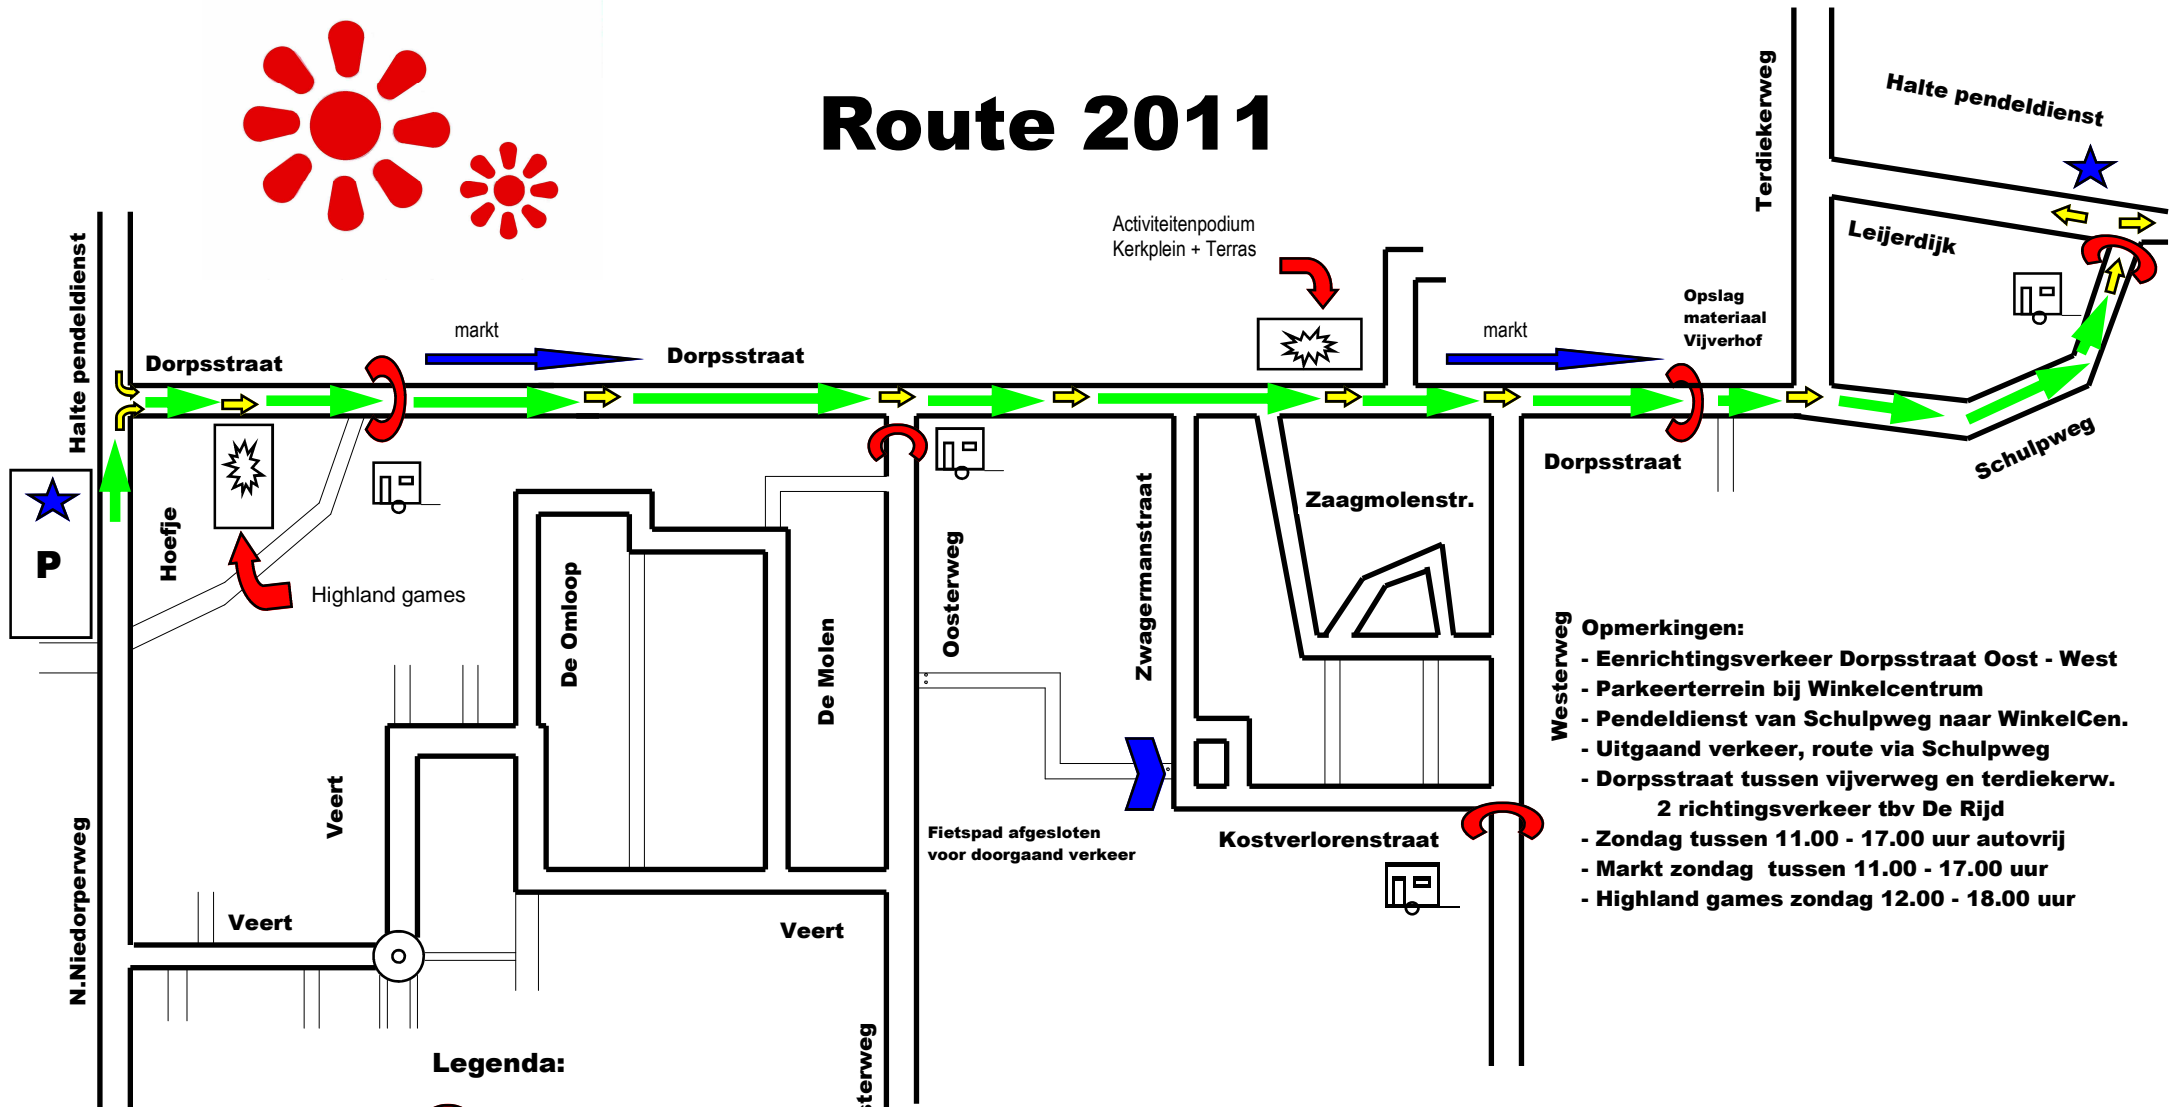 Route 2011
Terdiekerweg
Halte pendeldienst
Leijerdijk
Activiteitenpodium
Kerkplein + Terras
Halte pendeldienst
Opslag
materiaal
Vijverhof
markt
markt
Dorpsstraat
Dorpsstraat
Dorpsstraat
Schulpweg
P
Hoefje
Highland games
De Omloop
De Molen
Oosterweg
Zwagermanstraat
Zaagmolenstr.
Westerweg
Opmerkingen:
- Eenrichtingsverkeer Dorpsstraat Oost - West
- Parkeerterrein bij Winkelcentrum
- Pendeldienst van Schulpweg naar WinkelCen.
- Uitgaand verkeer, route via Schulpweg
- Dorpsstraat tussen vijverweg en terdiekerw.
2 richtingsverkeer tbv De Rijd
- Zondag tussen 11.00 - 17.00 uur autovrij
- Markt zondag  tussen 11.00 - 17.00 uur
- Highland games zondag 12.00 - 18.00 uur
Veert
Fietspad afgesloten
voor doorgaand verkeer
Kostverlorenstraat
N.Niedorperweg
Veert
Veert
Legenda:
sterweg